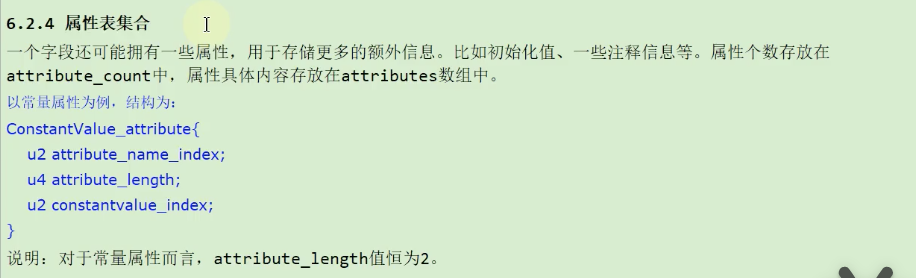 6.2.4 属性表集合
一个字段还可能拥有一些属性，用于存储更多的额外信息。比如初始化值、一些注释信息等。属性个数存放在
attribute_count中，属性具体内容存放在attributes数组中。
以常量属性为例，结构为：
ConstantValue_attribute{
u2 attribute_name_index;
u4 attribute_length;
u2 constantvalue_index;
}
说明：对于常量属性而言，attribute_length值恒为2。